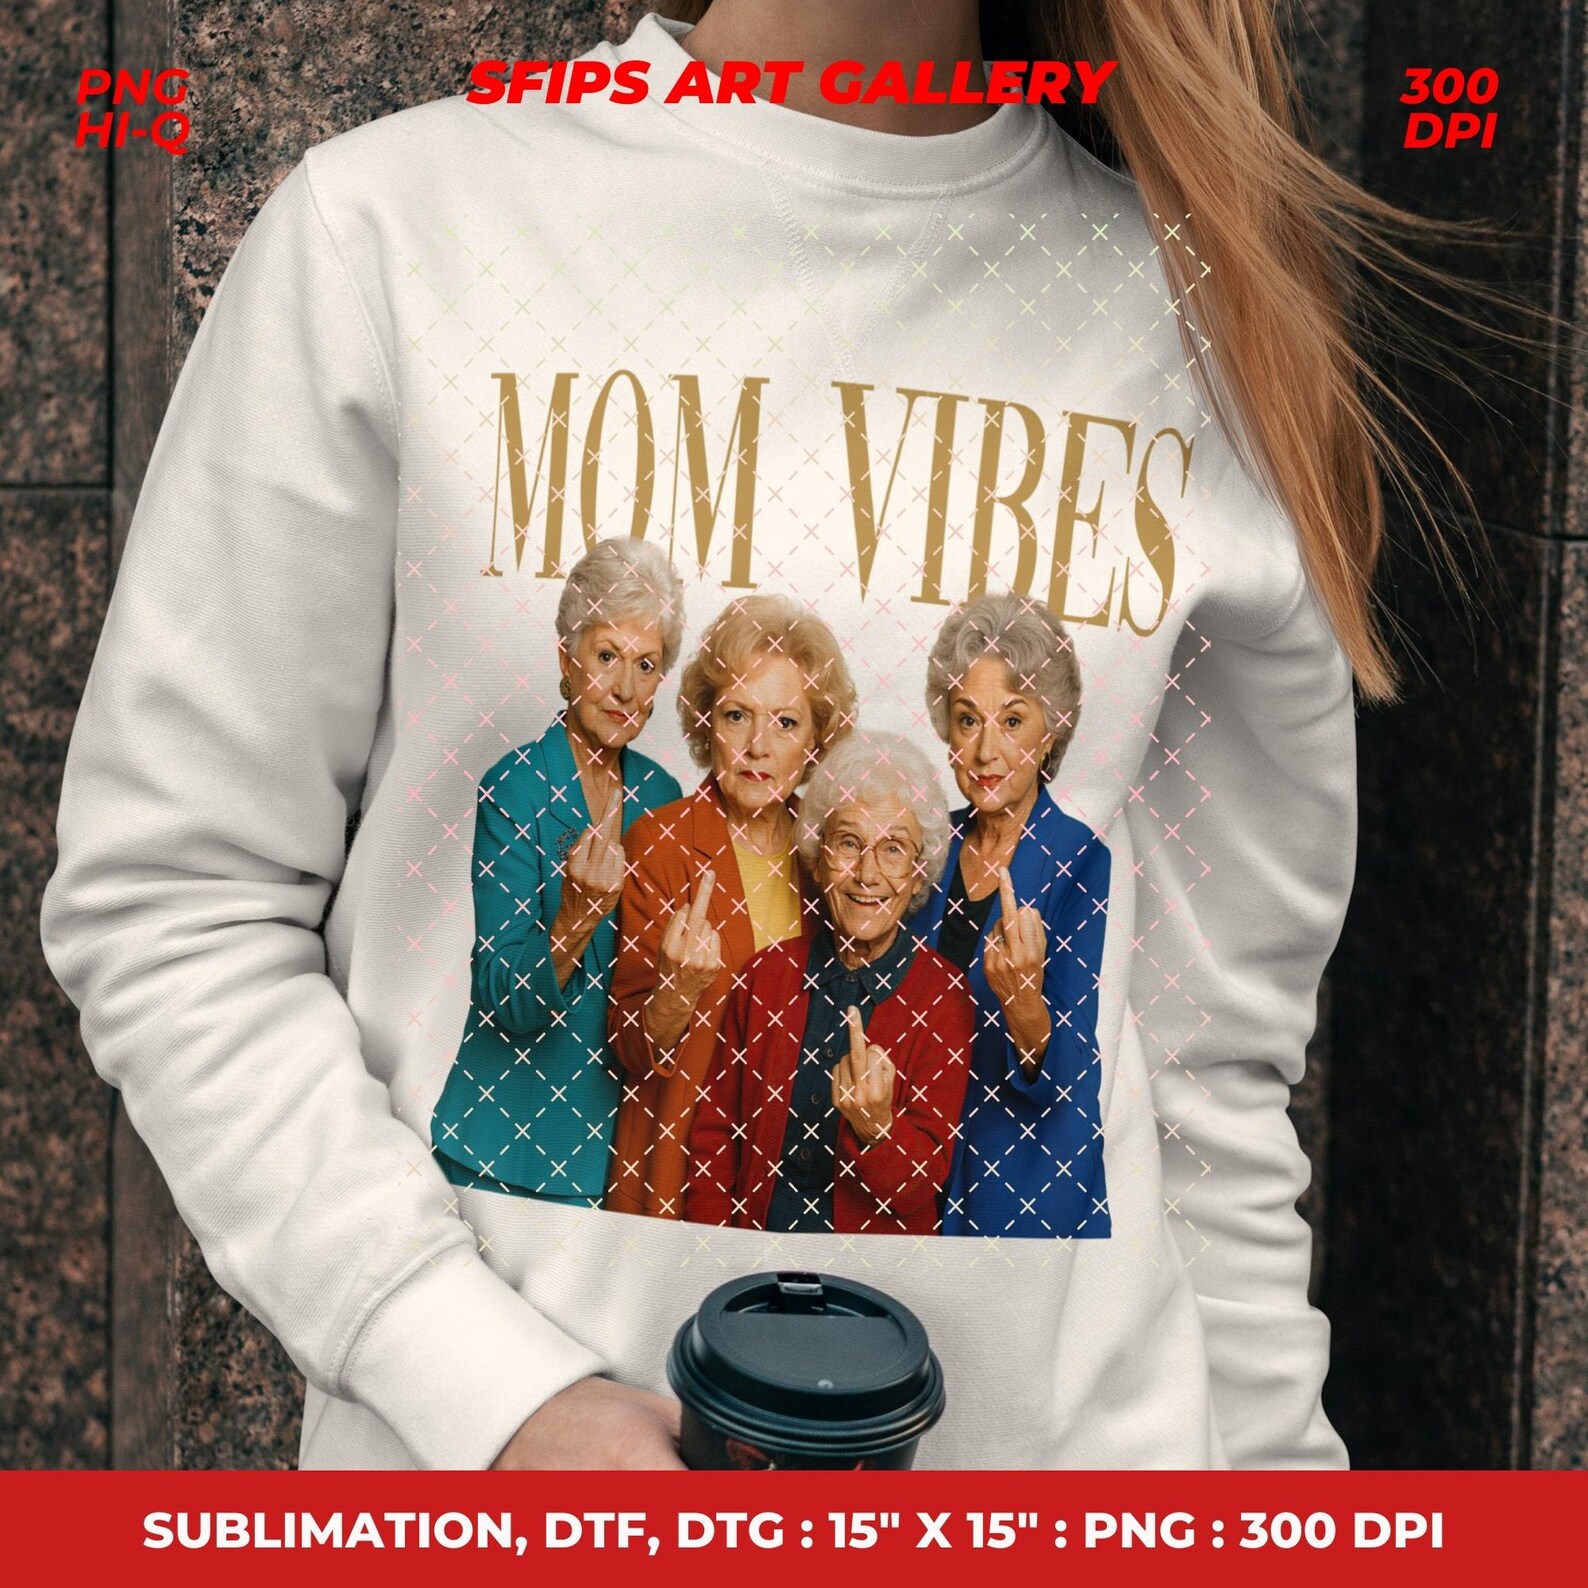 PNG
HI-Q
SFIPS ART GALLERY
300
DPI
MOM VIBES
SUBLIMATION, DTF, DTG : 15" X 15" : PNG : 300 DPI